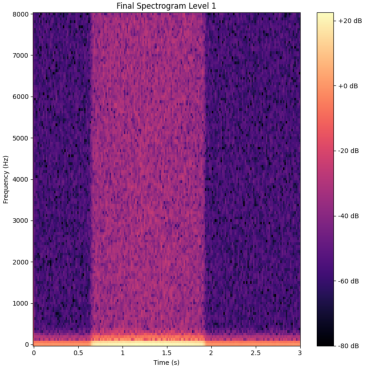 Final Spectrogram Level 1
8000
7000
6000
5000
4000
3000
2000
1000
0
Frequency (Hz)
0
0.5
1
1.5
2
2.5
3
Time (s)
+20 dB
+0 dB
-20 dB
-40 dB
-60 dB
-80 dB